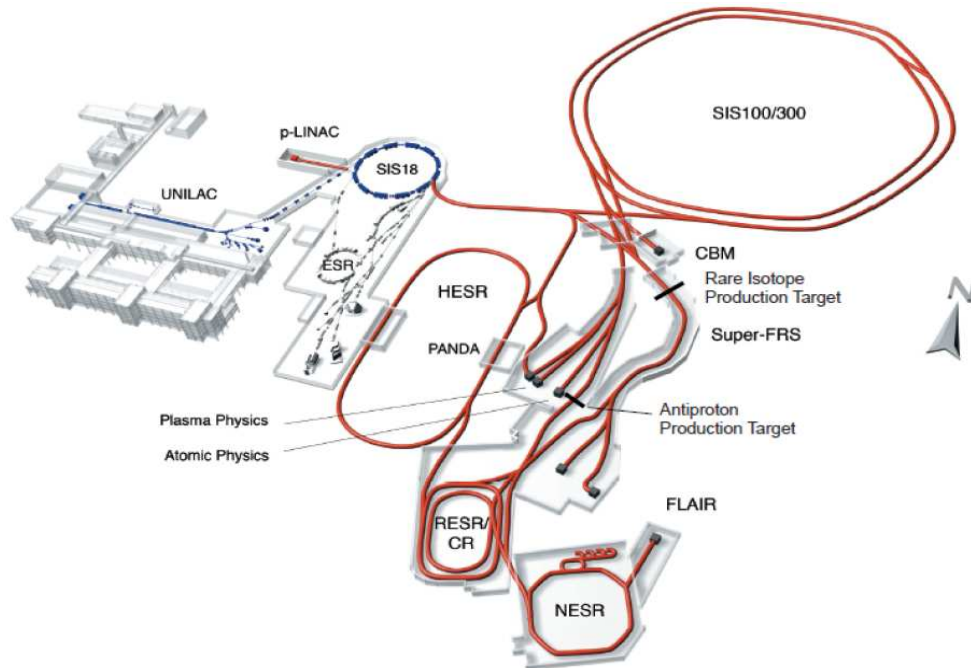 SIS100/300
p-LINAC
SIS18
UNILAC
ESR
CBM
Rare Isotope
Production Target
N
HESR
Super-FRS
PANDA
Plasma Physics
Antiproton
Production Target
Atomic Physics
FLAIR
RESR/
CR
NESR